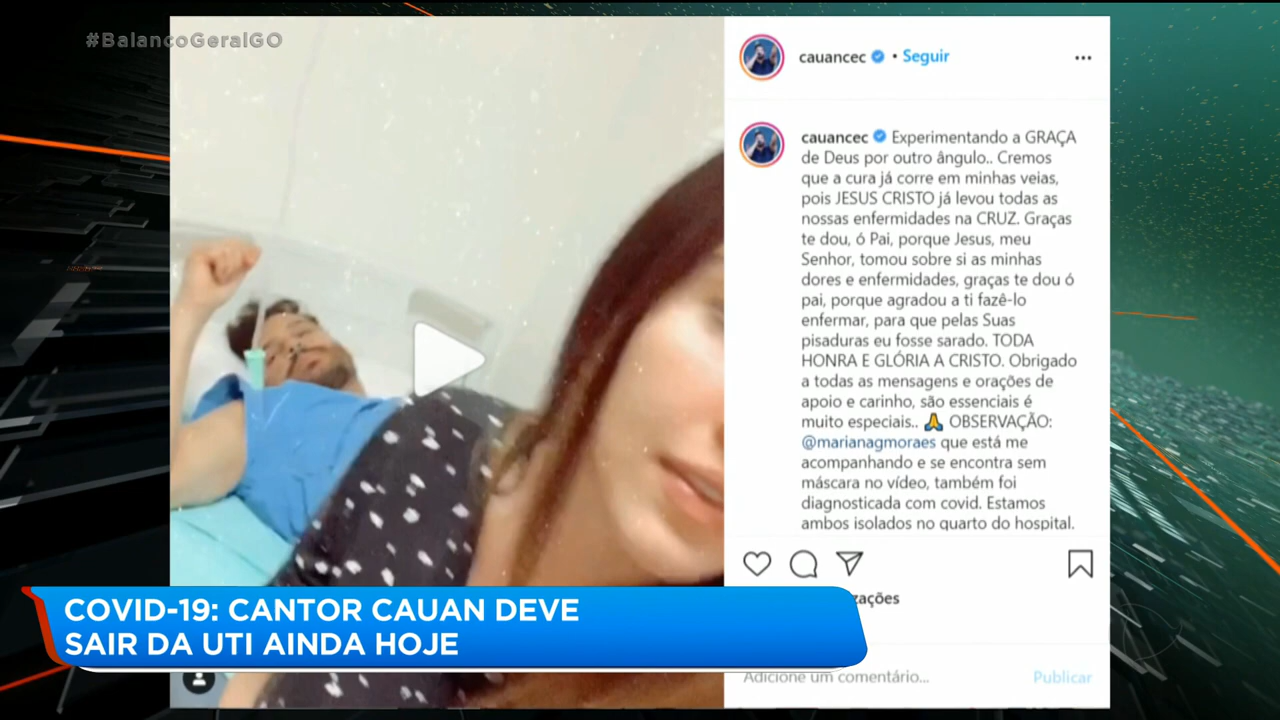 #BalancoGeralGO
cauancec • Seguir
cauancec Experimentando a GRAÇA
de Deus por outro ângulo.. Cremos
que a cura já corre em minhas veias,
pois JESUS CRISTO já levou todas as
nossas enfermidades na CRUZ. Graças
te dou, ó Pai, porque Jesus, meu
Senhor, tomou sobre si as minhas
dores e enfermidades, graças te dou ó
pai, porque agradou a ti fazê-lo
enfermar, para que pelas Suas
pisaduras eu fosse sarado. TODA
HONRA E GLÓRIA A CRISTO. Obrigado
a todas as mensagens e orações de
apoio e carinho, são essenciais é
muito especiais.. 🙏 OBSERVAÇÃO:
@marianagmoraes que está me
acompanhando e se encontra sem
máscara no vídeo, também foi
diagnosticada com covid. Estamos
ambos isolados no quarto do hospital.
zações
COVID-19: CANTOR CAUAN DEVE
SAIR DA UTI AINDA HOJE
Adicione um comentário... Publicar